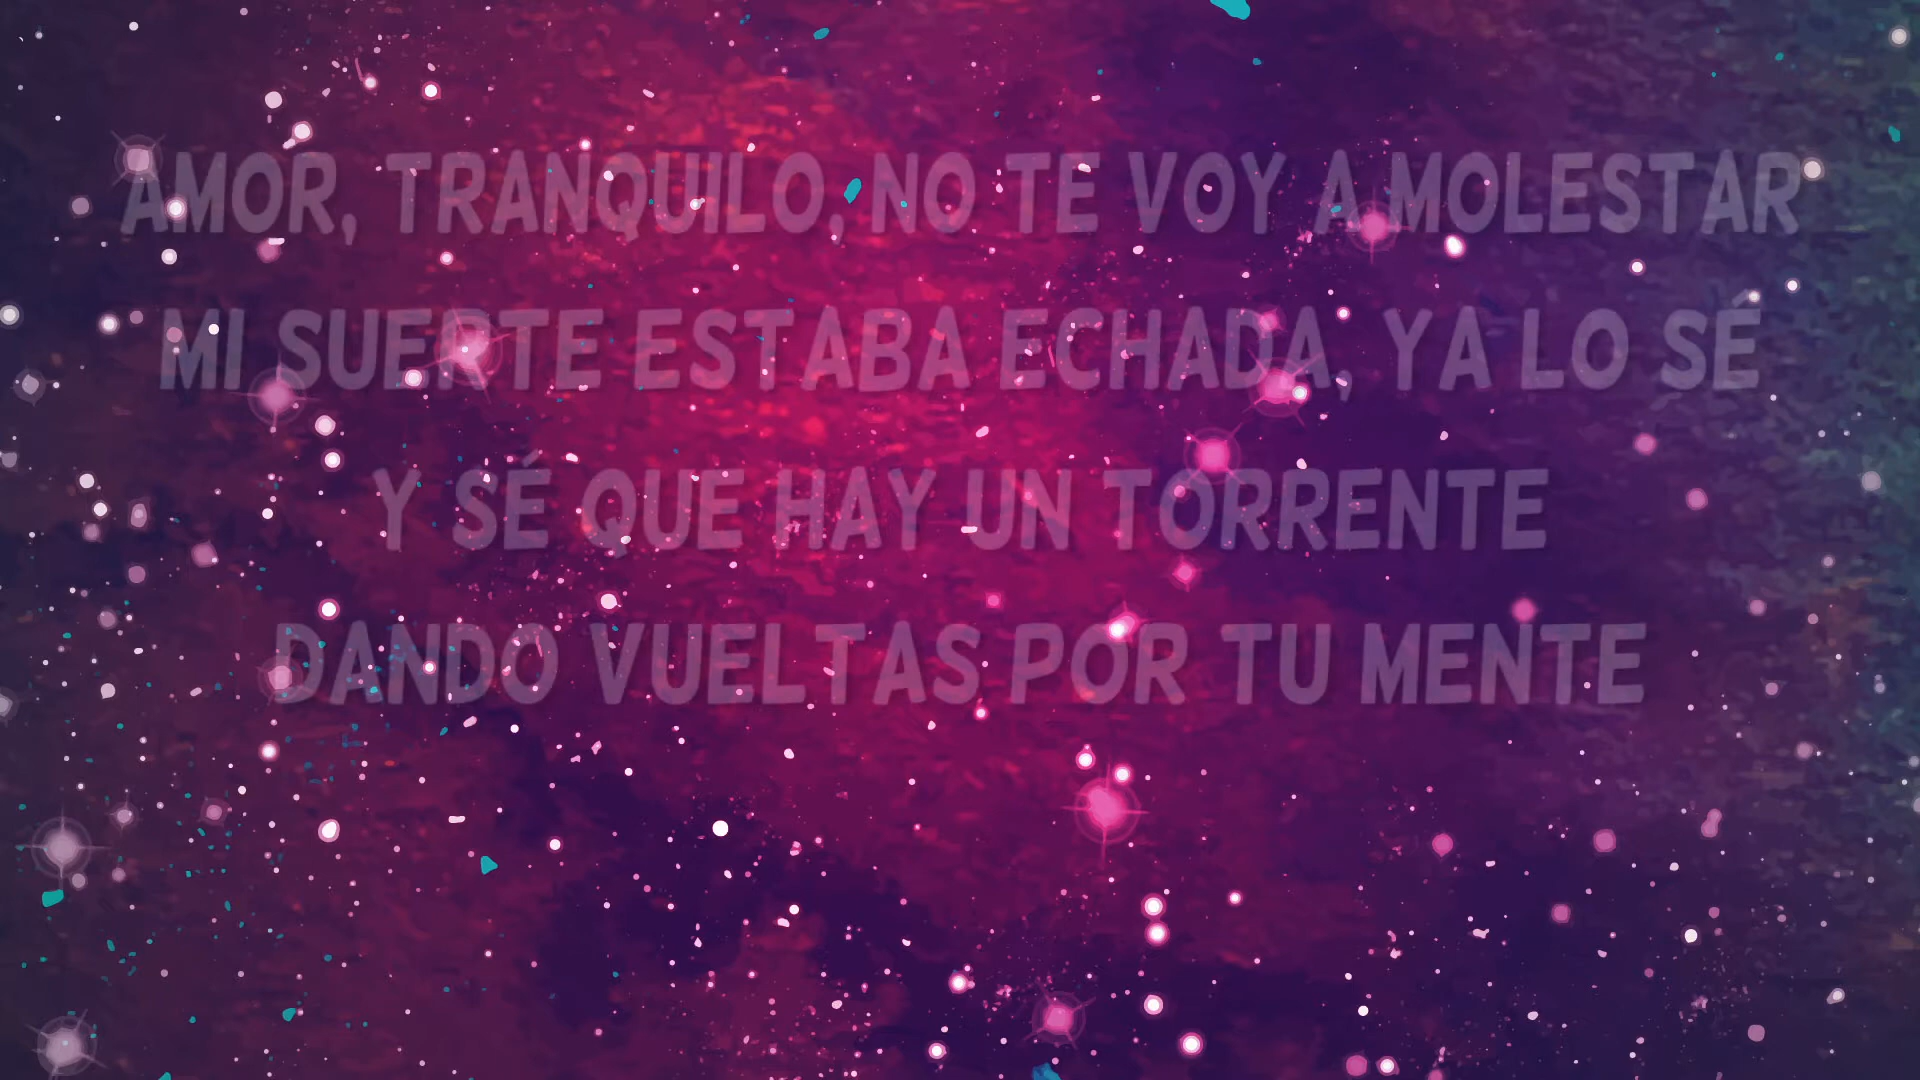 AMOR, TRANQUILO, NO TE VOY A MOLESTAR
MI SUERTE ESTABA ECHADA, YA LO SÉ
Y SÉ QUE HAY UN TORRENTE
DANDO VUELTAS POR TU MENTE